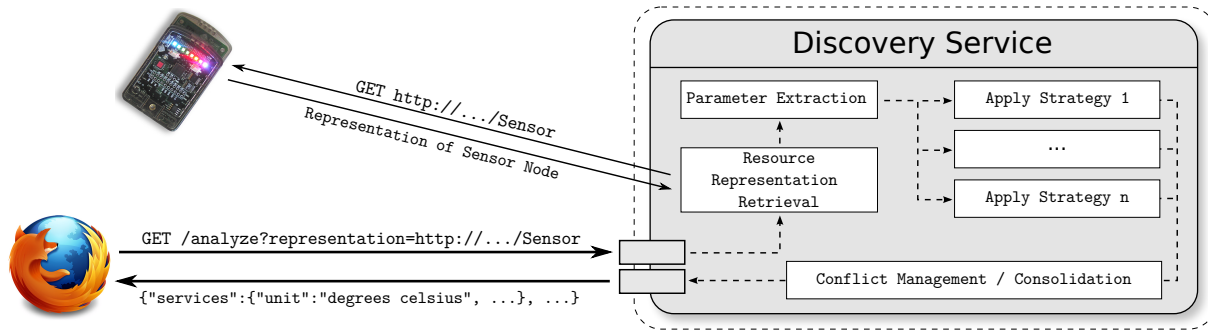 Discovery Service
GET http://.../Sensor
Representation of Sensor Node
Parameter Extraction
Apply Strategy 1
...
Apply Strategy n
Resource
Representation
Retrieval
GET /analyze?representation=http://.../Sensor
{"services":{"unit":"degrees celsius", ...}, ...}
Conflict Management / Consolidation